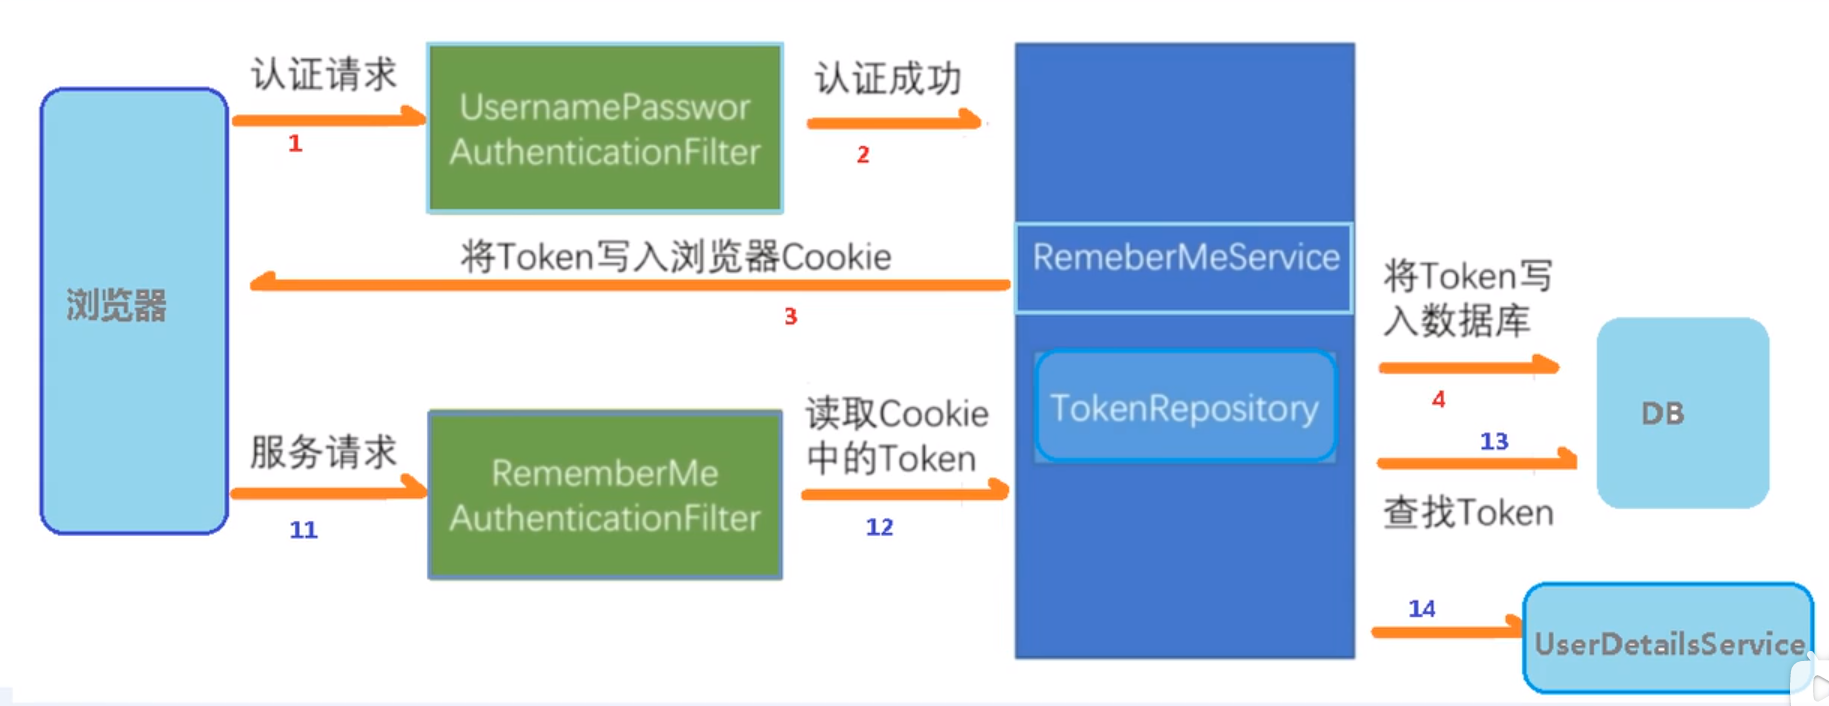 认证请求
1
UsernamePasswor
AuthenticationFilter
认证成功
2
将Token写入浏览器Cookie
3
RemeberMeService
浏览器
将Token写
入数据库
4
TokenRepository
DB
服务请求
11
RememberMe
AuthenticationFilter
读取Cookie
中的Token
12
13
查找Token
14
UserDetailsService